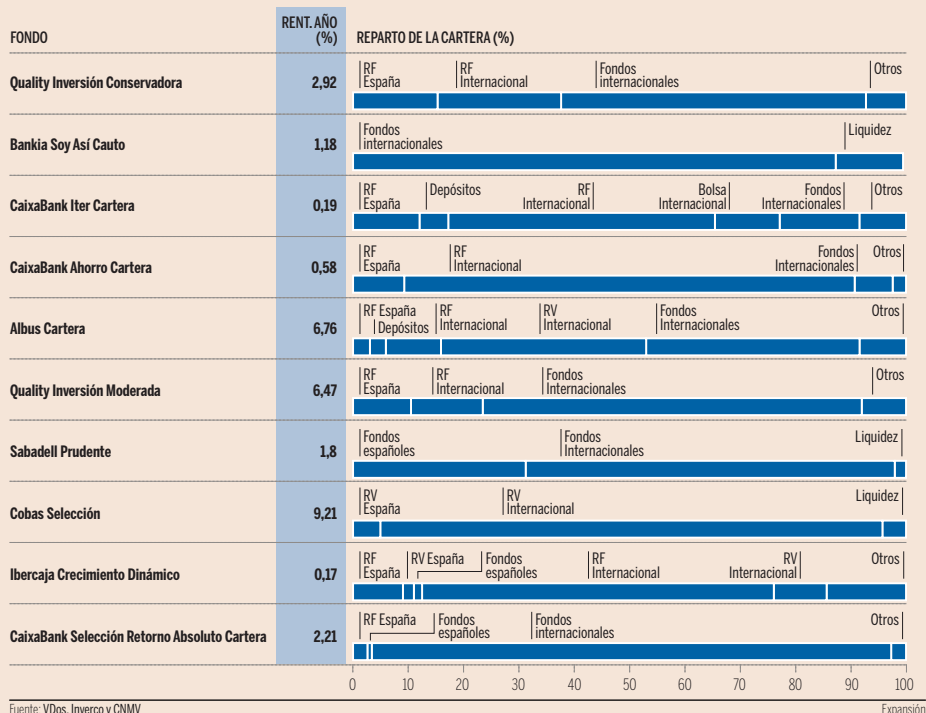 FONDO
RENT. AÑO
(%)
REPARTO DE LA CARTERA (%)
Quality Inversión Conservadora
2,92
RF
España
RF
Internacional
Fondos
internacionales
Otros
Bankia Soy Así Cauto
1,18
Fondos
internacionales
Liquidez
CaixaBank Iter Cartera
0,19
RF
España
Depósitos
RF
Internacional
Bolsa
Internacional
Fondos
Internacionales
Otros
CaixaBank Ahorro Cartera
0,58
RF
España
RF
Internacional
Fondos
Internacionales
Otros
Albus Cartera
6,76
RF España
Depósitos
RF
Internacional
RV
Internacional
Fondos
Internacionales
Otros
Quality Inversión Moderada
6,47
RF
España
RF
Internacional
Fondos
Internacionales
Otros
Sabadell Prudente
1,8
Fondos
españoles
Fondos
Internacionales
Liquidez
Cobas Selección
9,21
RV
España
RV
Internacional
Liquidez
Ibercaja Crecimiento Dinámico
0,17
RF
España
RV España
Fondos
españoles
RF
Internacional
RV
Internacional
Otros
CaixaBank Selección Retorno Absoluto Cartera
2,21
RF España
Fondos
españoles
Fondos
internacionales
Otros
0 10 20 30 40 50 60 70 80 90 100
Fuente: VDos, Inverco y CNMV
Expansión